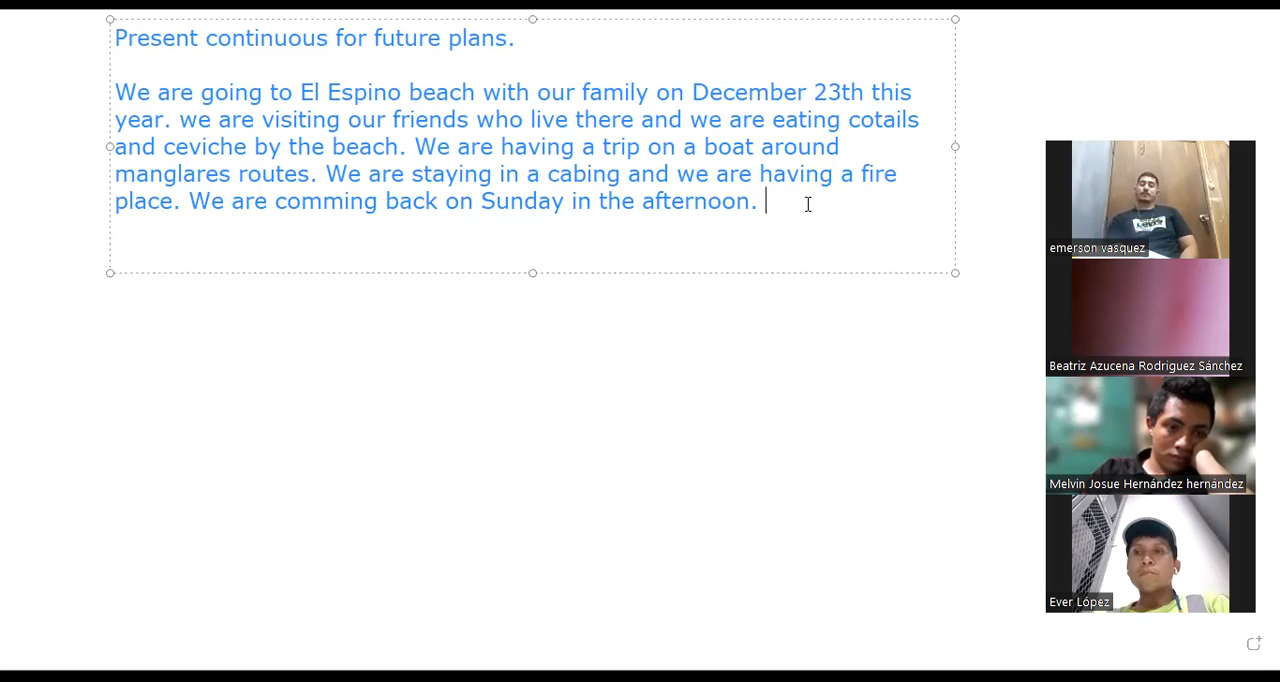 Present continuous for future plans.
We are going to El Espino beach with our family on December 23th this
year. we are visiting our friends who live there and we are eating cotails
and ceviche by the beach. We are having a trip on a boat around
manglares routes. We are staying in a cabing and we are having a fire
place. We are comming back on Sunday in the afternoon.
emerson vasquez
Beatriz Azucena Rodriguez Sánchez
Melvin Josue Hernández hernández
Ever López